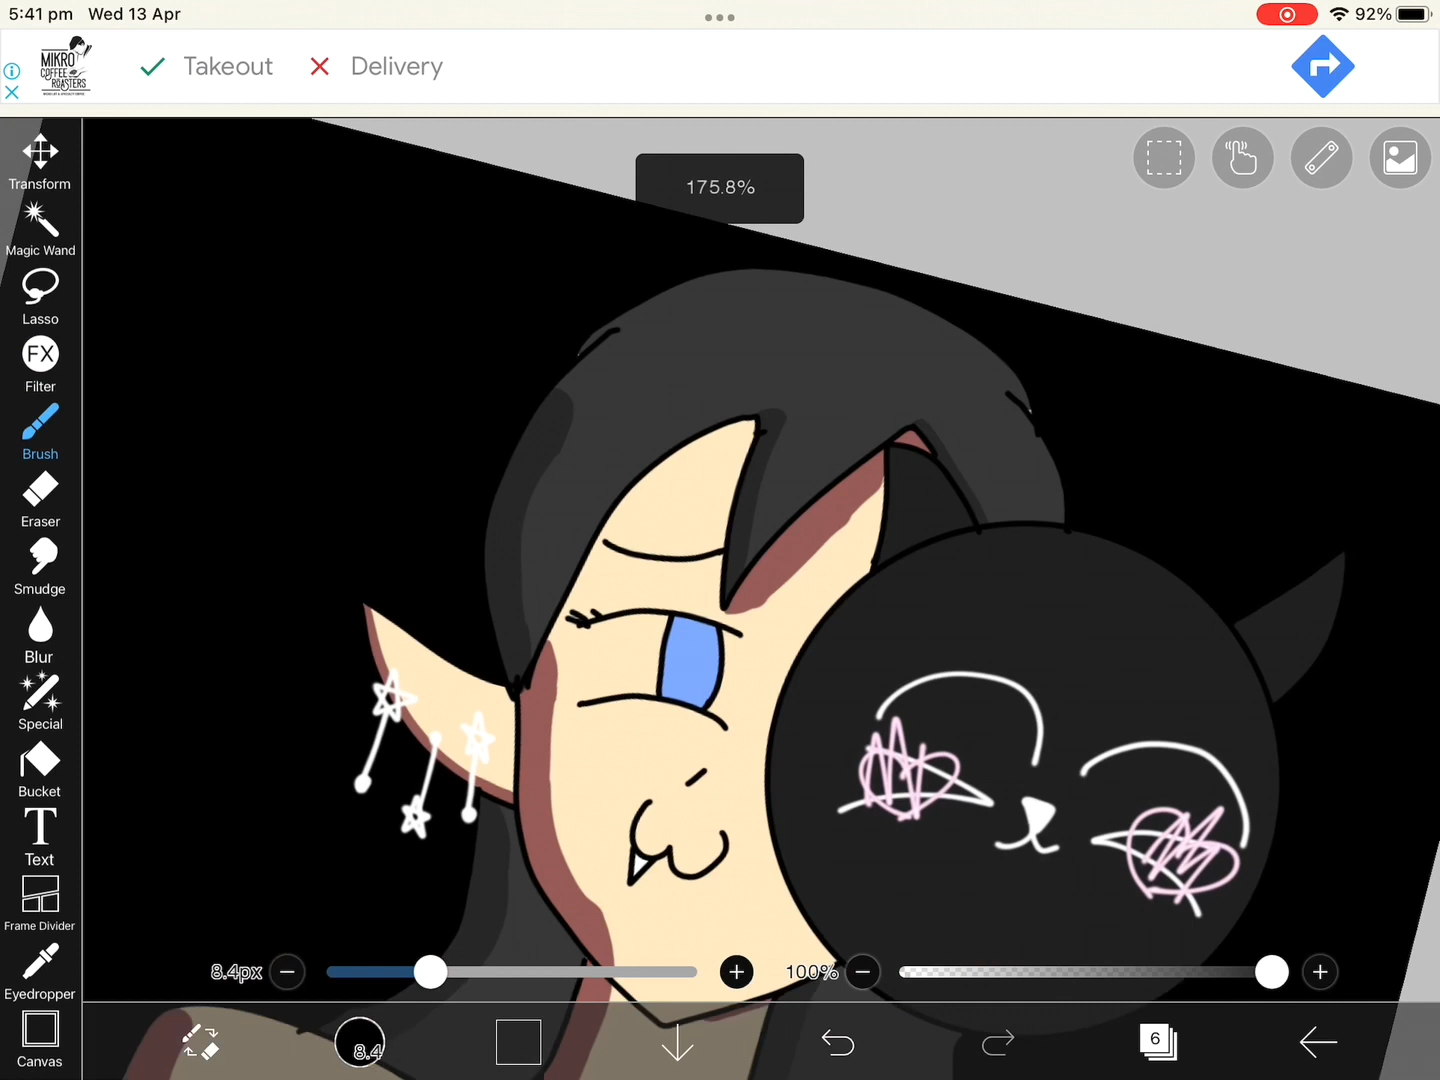 5:41 pm Wed 13 Apr
92%
MIKRO
COFFEE
ROASTERS
Takeout
Delivery
175.8%
Transform
Magic Wand
Lasso
FX
Filter
Brush
Eraser
Smudge
Blur
Special
Bucket
T
Text
Frame Divider
Eyedropper
Canvas
8.4px
100%
8.4
6